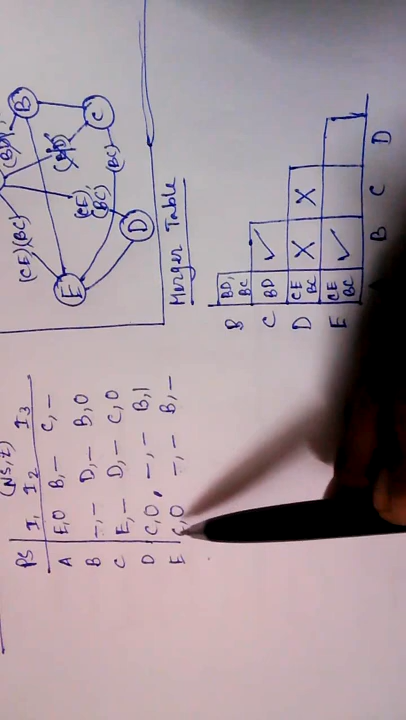 (NS,Z)
PS I₁ I₂ I₃
A E,0 B,– C,–
B –,– D,– B,0
C E,– D,– C,0
D C,0 –,– B,1
E C,0 –,– B,–
B
C
(BD)
(CE)(BC)
(CE)
(BC)
(BC)
D
E
Merger Table
B BD, BC
C BD ✓
D CE BC X X
E CE BC ✓
B C D